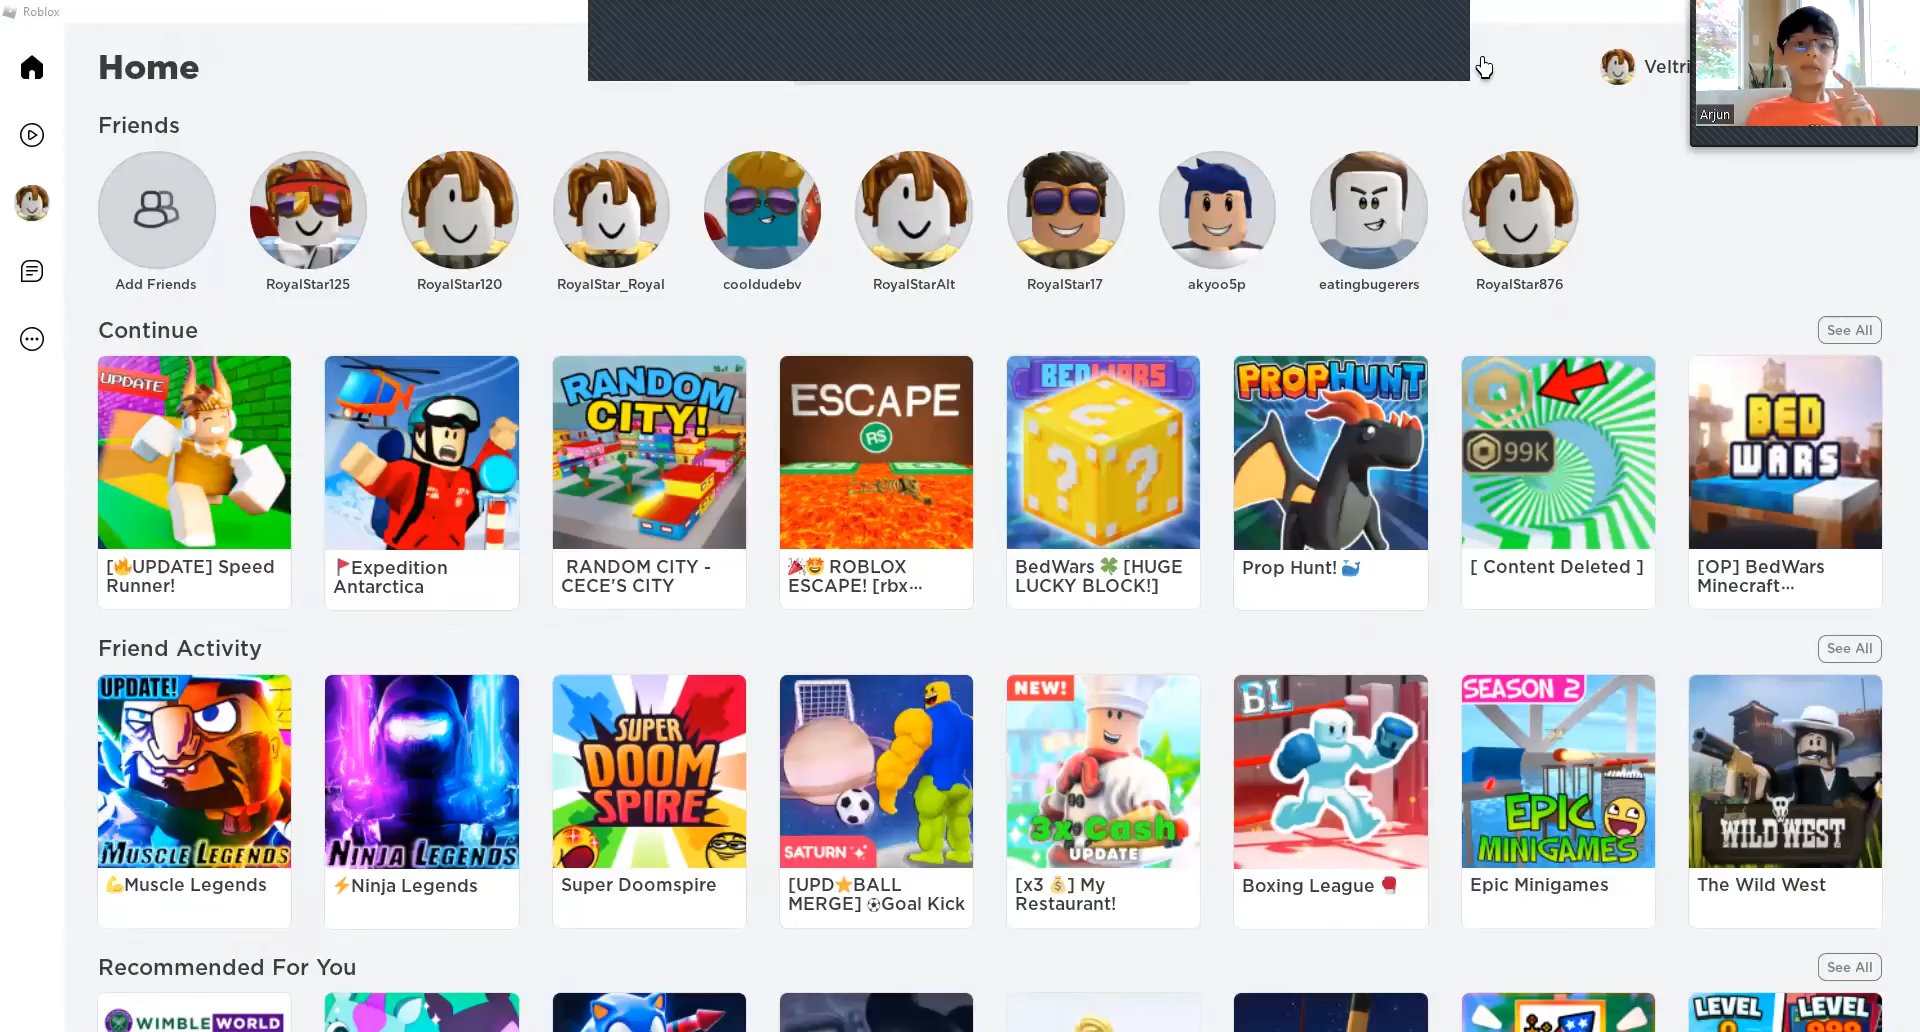 Roblox
Home
Veltri
Arjun
Friends
Add Friends
RoyalStar125
RoyalStar120
RoyalStar_Royal
cooldudebv
RoyalStarAlt
RoyalStar17
akyoo5p
eatingbugerers
RoyalStar876
Continue
See All
UPDATE
RANDOM
CITY!
ESCAPE
R$
BEDWARS
PROPHUNT
99K
BED
WARS
[🔥UPDATE] Speed
Runner!
🚩Expedition
Antarctica
RANDOM CITY -
CECE'S CITY
🎉🤩 ROBLOX
ESCAPE! [rbx...
BedWars 🍀 [HUGE
LUCKY BLOCK!]
Prop Hunt! 🐳
[ Content Deleted ]
[OP] BedWars
Minecraft...
Friend Activity
See All
UPDATE!
MUSCLE LEGENDS
NINJA LEGENDS
SUPER
DOOM
SPIRE
SATURN
NEW!
3x Cash
UPDATE
BL
SEASON 2
EPIC
MINIGAMES
WILD WEST
💪Muscle Legends
⚡Ninja Legends
Super Doomspire
[UPD⭐BALL
MERGE] ⚽Goal Kick
[x3 💰] My
Restaurant!
Boxing League 🥊
Epic Minigames
The Wild West
Recommended For You
See All
WIMBLEWORLD
LEVEL
LEVEL